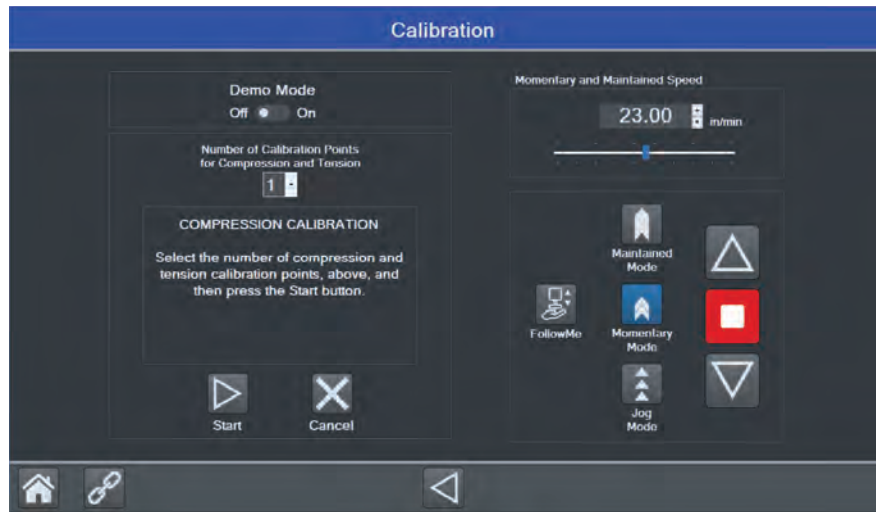 Calibration
Demo Mode
Off On
Number of Calibration Points
for Compression and Tension
1
COMPRESSION CALIBRATION
Select the number of compression and
tension calibration points, above, and
then press the Start button.
Start
Cancel
Momentary and Maintained Speed
23.00 in/min
Maintained
Mode
FollowMe
Momentary
Mode
Jog
Mode